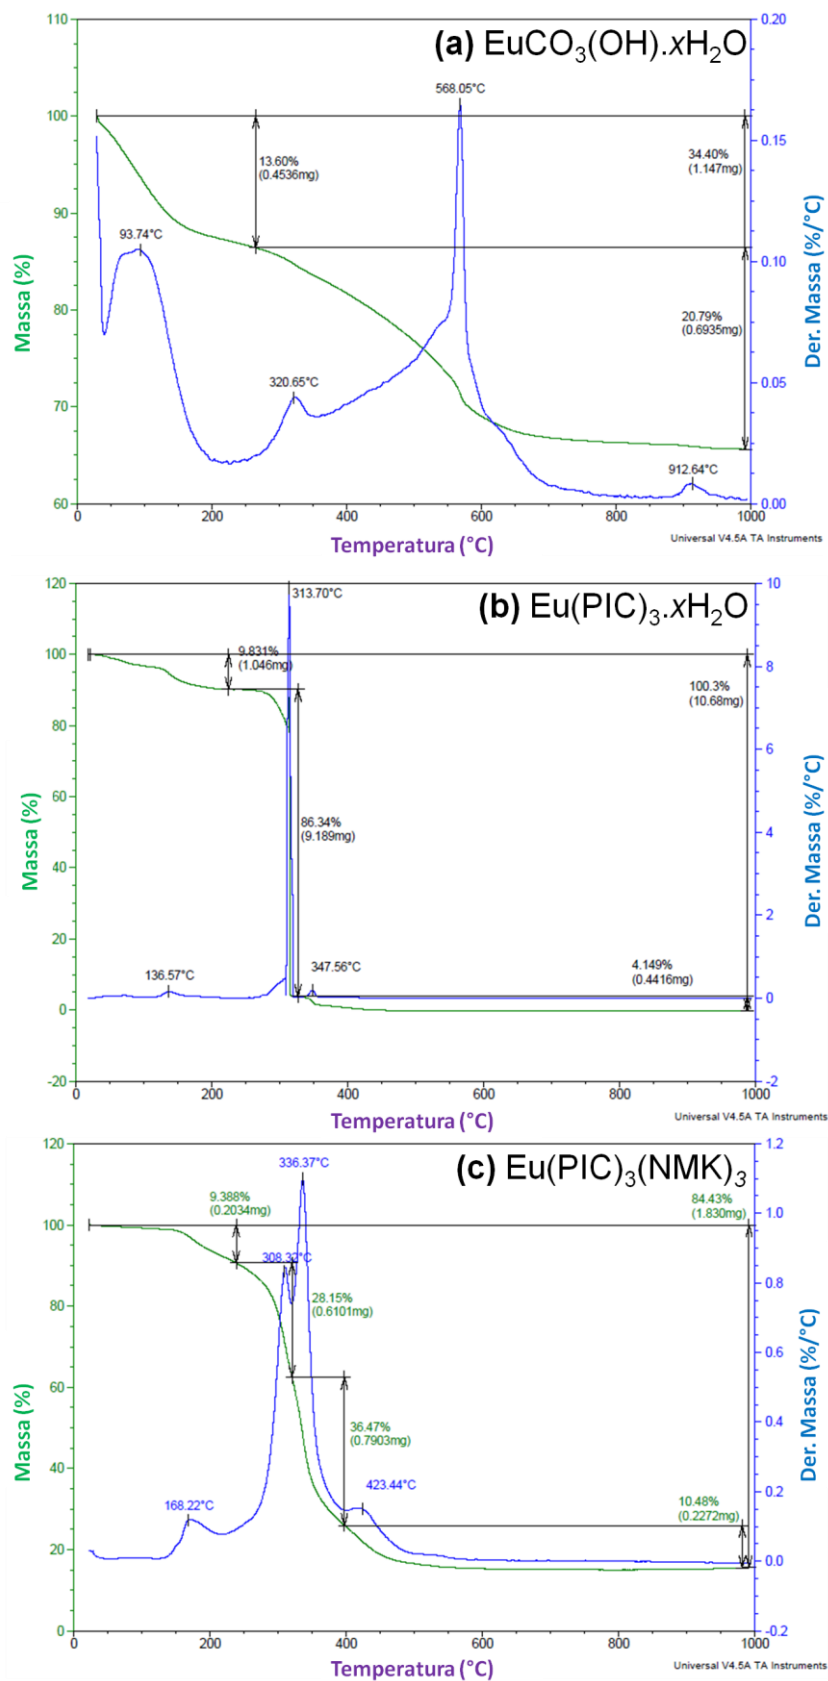 (a) EuCO3(OH).xH2O
110
100
90
80
70
60
Massa (%)
0.20
0.15
0.10
0.05
0.00
Der. Massa (%/°C)
568.05°C
13.60%
(0.4536mg)
34.40%
(1.147mg)
93.74°C
20.79%
(0.6935mg)
320.65°C
912.64°C
0 200 400 600 800 1000
Temperatura (°C)
Universal V4.5A TA Instruments
(b) Eu(PIC)3.xH2O
120
100
80
60
40
20
0
-20
Massa (%)
10
8
6
4
2
0
-2
Der. Massa (%/°C)
313.70°C
9.831%
(1.046mg)
100.3%
(10.68mg)
86.34%
(9.189mg)
136.57°C
347.56°C
4.149%
(0.4416mg)
0 200 400 600 800 1000
Temperatura (°C)
Universal V4.5A TA Instruments
(c) Eu(PIC)3(NMK)3
120
100
80
60
40
20
0
Massa (%)
1.2
1.0
0.8
0.6
0.4
0.2
0.0
-0.2
Der. Massa (%/°C)
336.37°C
9.388%
(0.2034mg)
84.43%
(1.830mg)
308.32°C
28.15%
(0.6101mg)
36.47%
(0.7903mg)
168.22°C
423.44°C
10.48%
(0.2272mg)
0 200 400 600 800 1000
Temperatura (°C)
Universal V4.5A TA Instruments